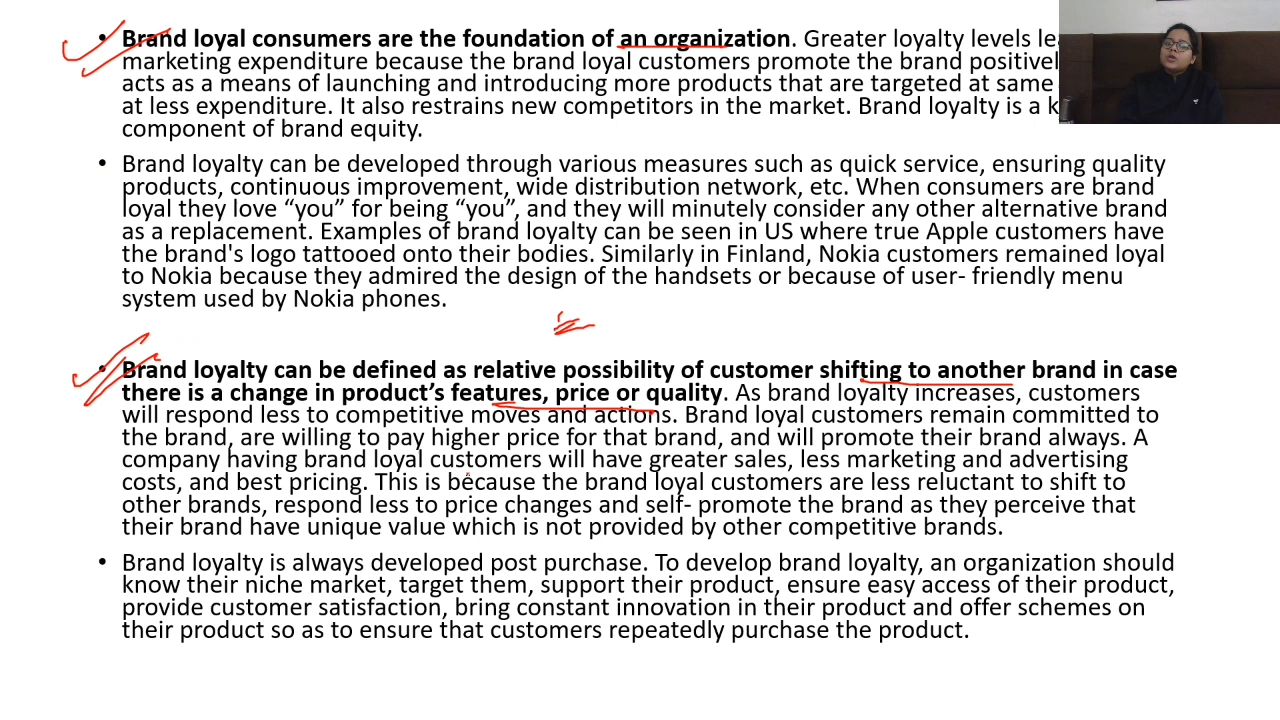 • Brand loyal consumers are the foundation of an organization. Greater loyalty levels
marketing expenditure because the brand loyal customers promote the brand
acts as a means of launching and introducing more products that are targeted at same
at less expenditure. It also restrains new competitors in the market. Brand loyalty is a
component of brand equity.
• Brand loyalty can be developed through various measures such as quick service, ensuring quality
products, continuous improvement, wide distribution network, etc. When consumers are brand
loyal they love “you” for being “you”, and they will minutely consider any other alternative brand
as a replacement. Examples of brand loyalty can be seen in US where true Apple customers have
the brand's logo tattooed onto their bodies. Similarly in Finland, Nokia customers remained loyal
to Nokia because they admired the design of the handsets or because of user- friendly menu
system used by Nokia phones.
• Brand loyalty can be defined as relative possibility of customer shifting to another brand in case
there is a change in product’s features, price or quality. As brand loyalty increases, customers
will respond less to competitive moves and actions. Brand loyal customers remain committed to
the brand, are willing to pay higher price for that brand, and will promote their brand always. A
company having brand loyal customers will have greater sales, less marketing and advertising
costs, and best pricing. This is because the brand loyal customers are less reluctant to shift to
other brands, respond less to price changes and self- promote the brand as they perceive that
their brand have unique value which is not provided by other competitive brands.
• Brand loyalty is always developed post purchase. To develop brand loyalty, an organization should
know their niche market, target them, support their product, ensure easy access of their product,
provide customer satisfaction, bring constant innovation in their product and offer schemes on
their product so as to ensure that customers repeatedly purchase the product.